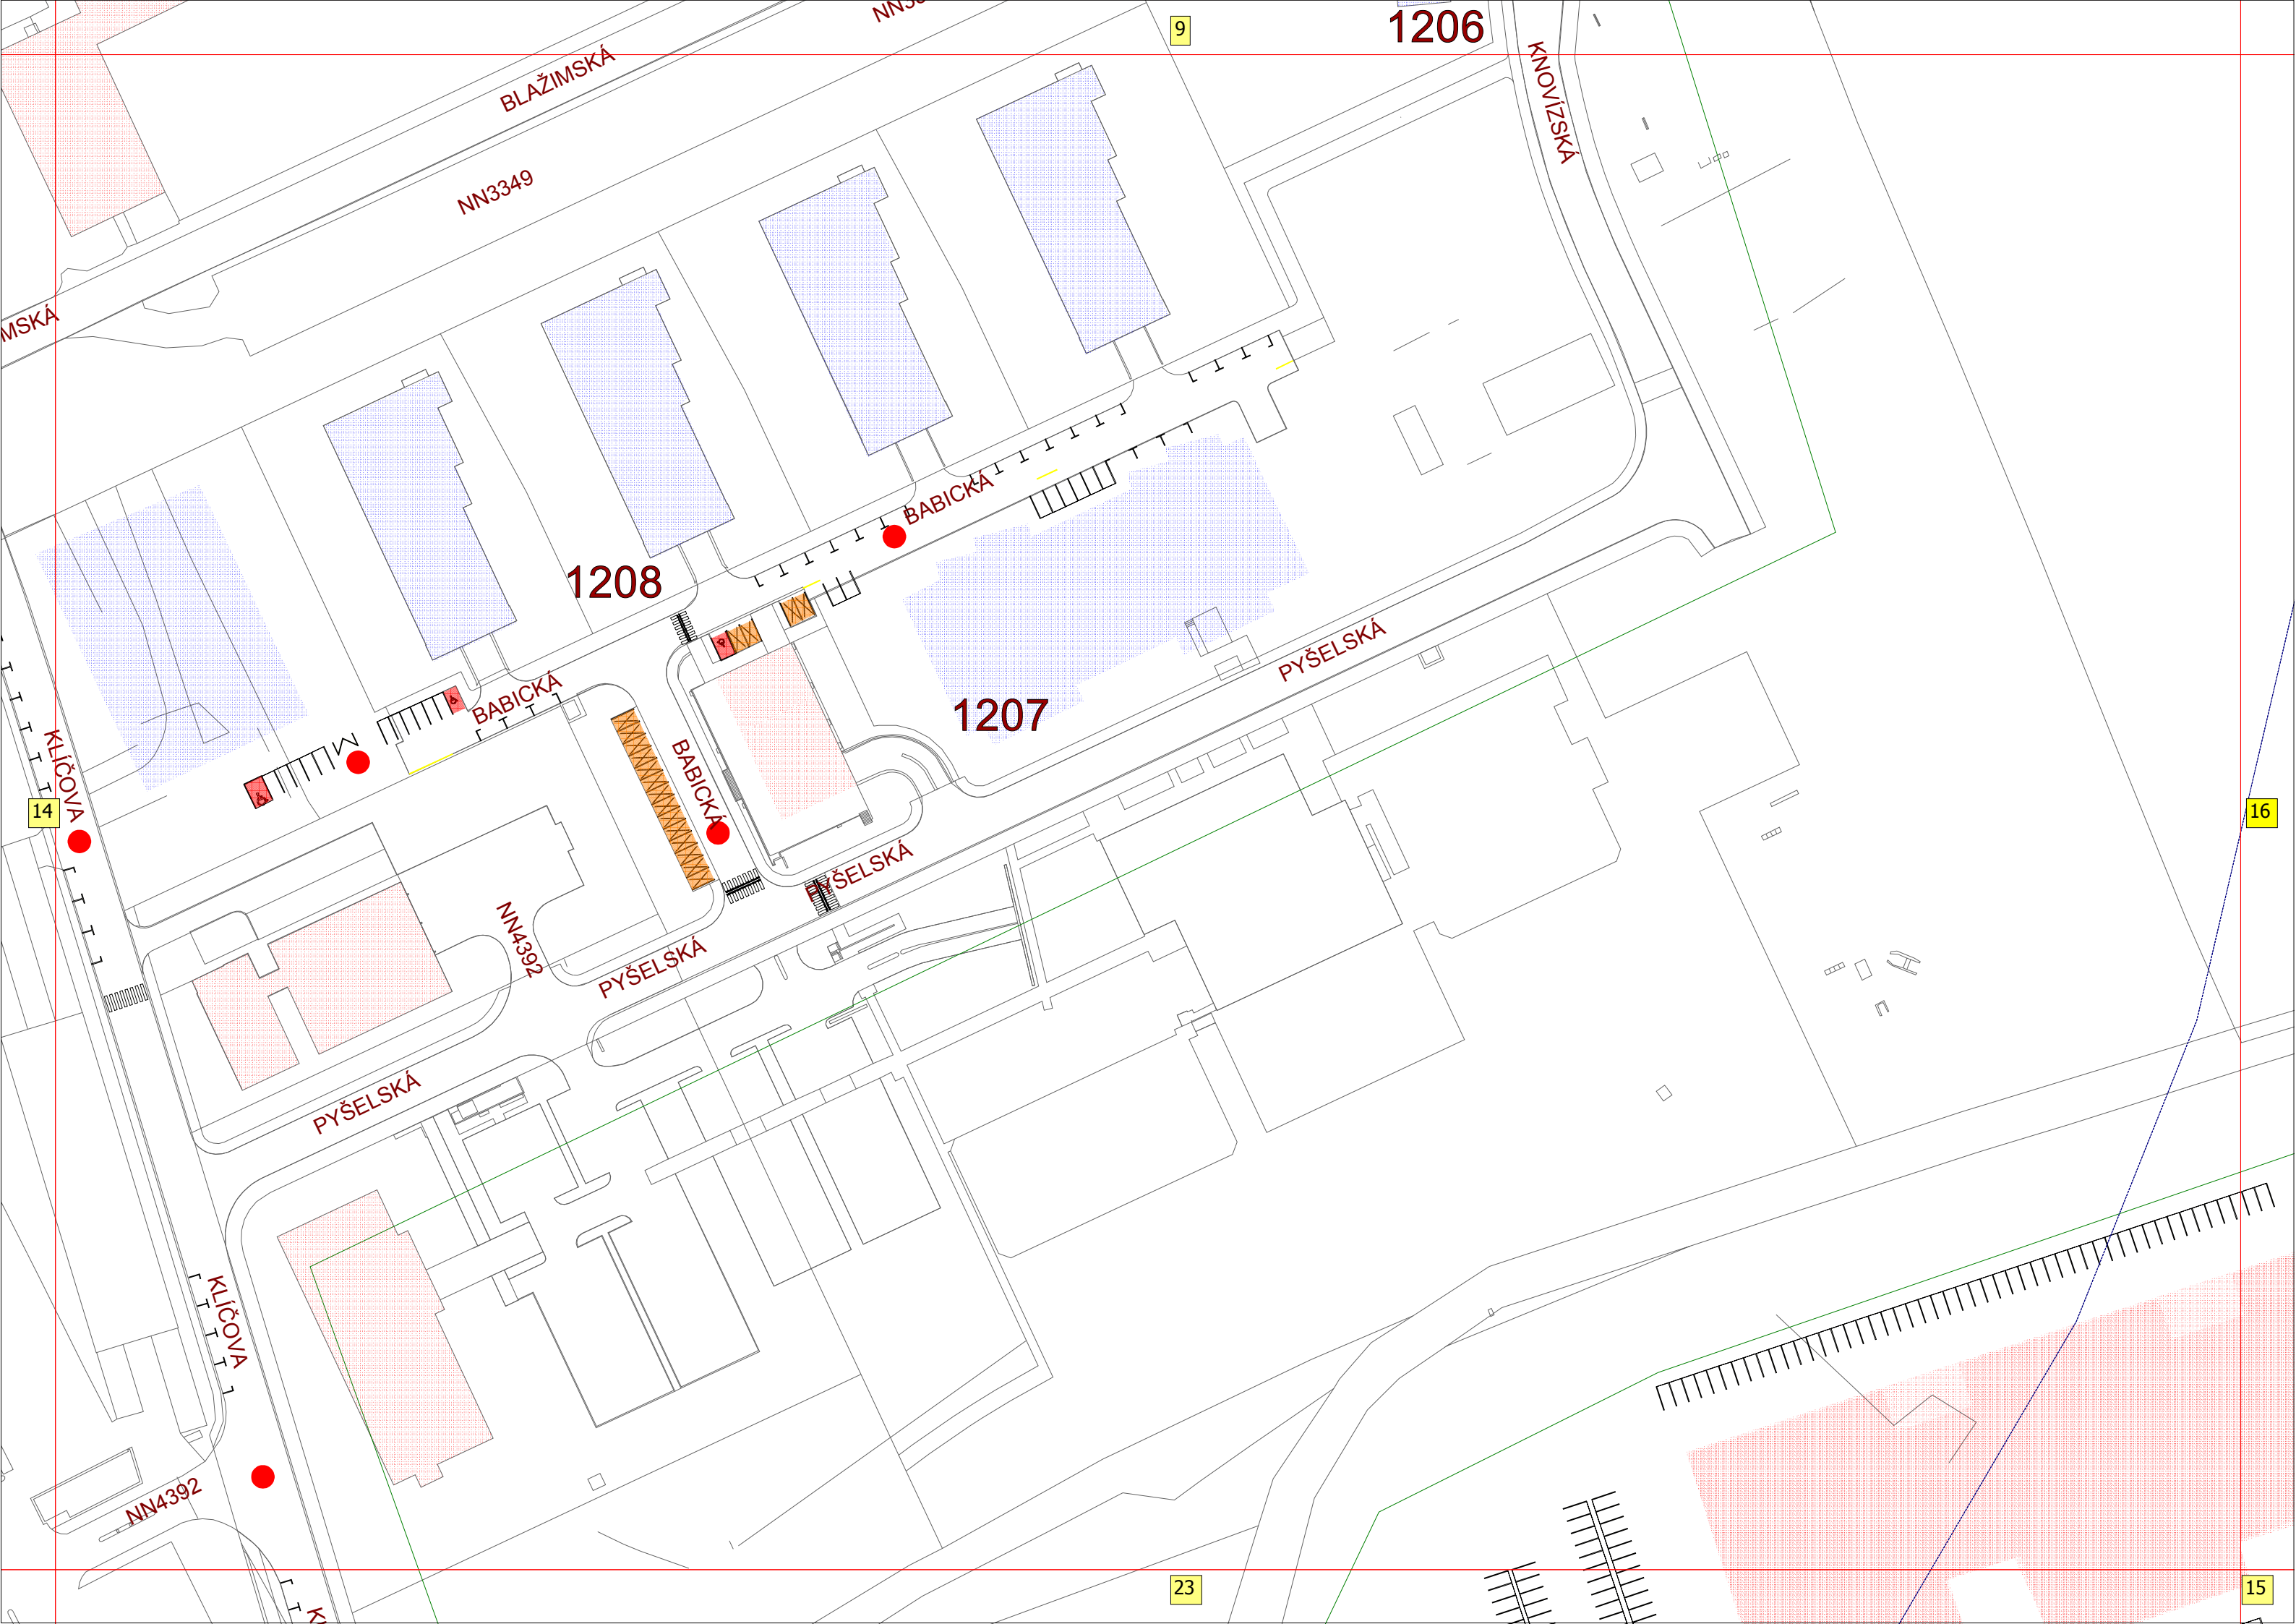 NN33
9
1206
BLAŽIMSKÁ
KNOVÍZSKÁ
NN3349
MSKÁ
BABICKÁ
1208
PYŠELSKÁ
BABICKÁ
1207
KLÍČOVA
BABICKÁ
14
16
PYŠELSKÁ
NN4392
PYŠELSKÁ
PYŠELSKÁ
KLÍČOVA
NN4392
23
15